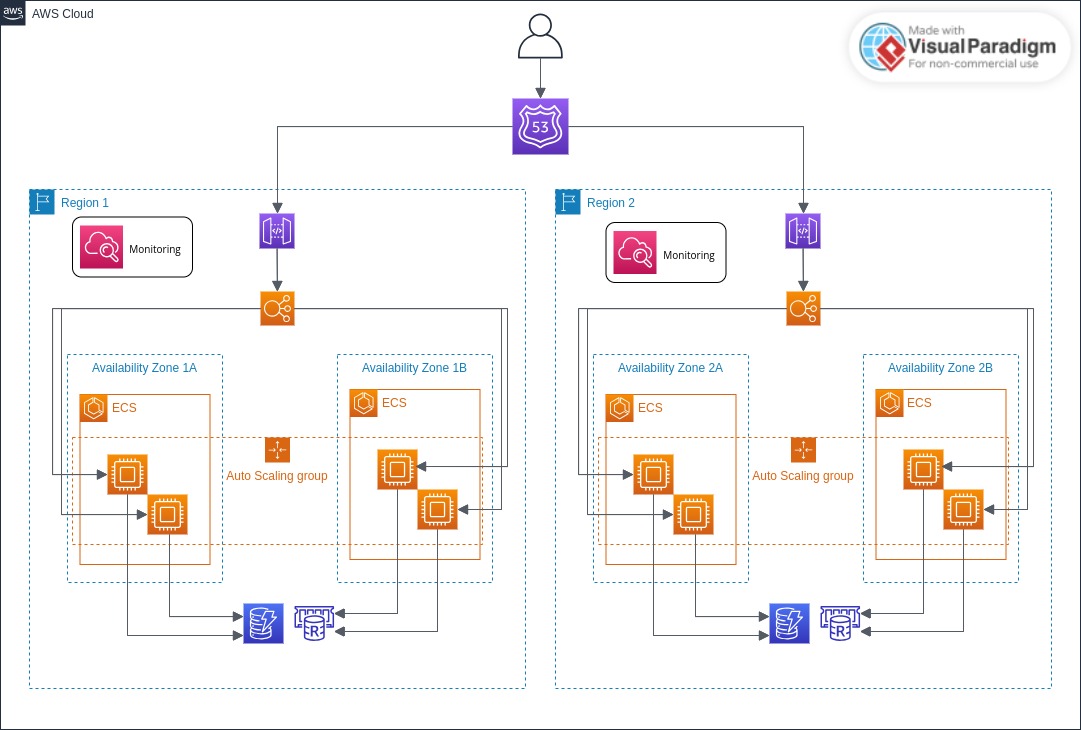 aws
AWS Cloud
Made with
VisualParadigm
For non-commercial use
53
Region 1
Monitoring
Availability Zone 1A
Availability Zone 1B
ECS
ECS
Auto Scaling group
R
Region 2
Monitoring
Availability Zone 2A
Availability Zone 2B
ECS
ECS
Auto Scaling group
R